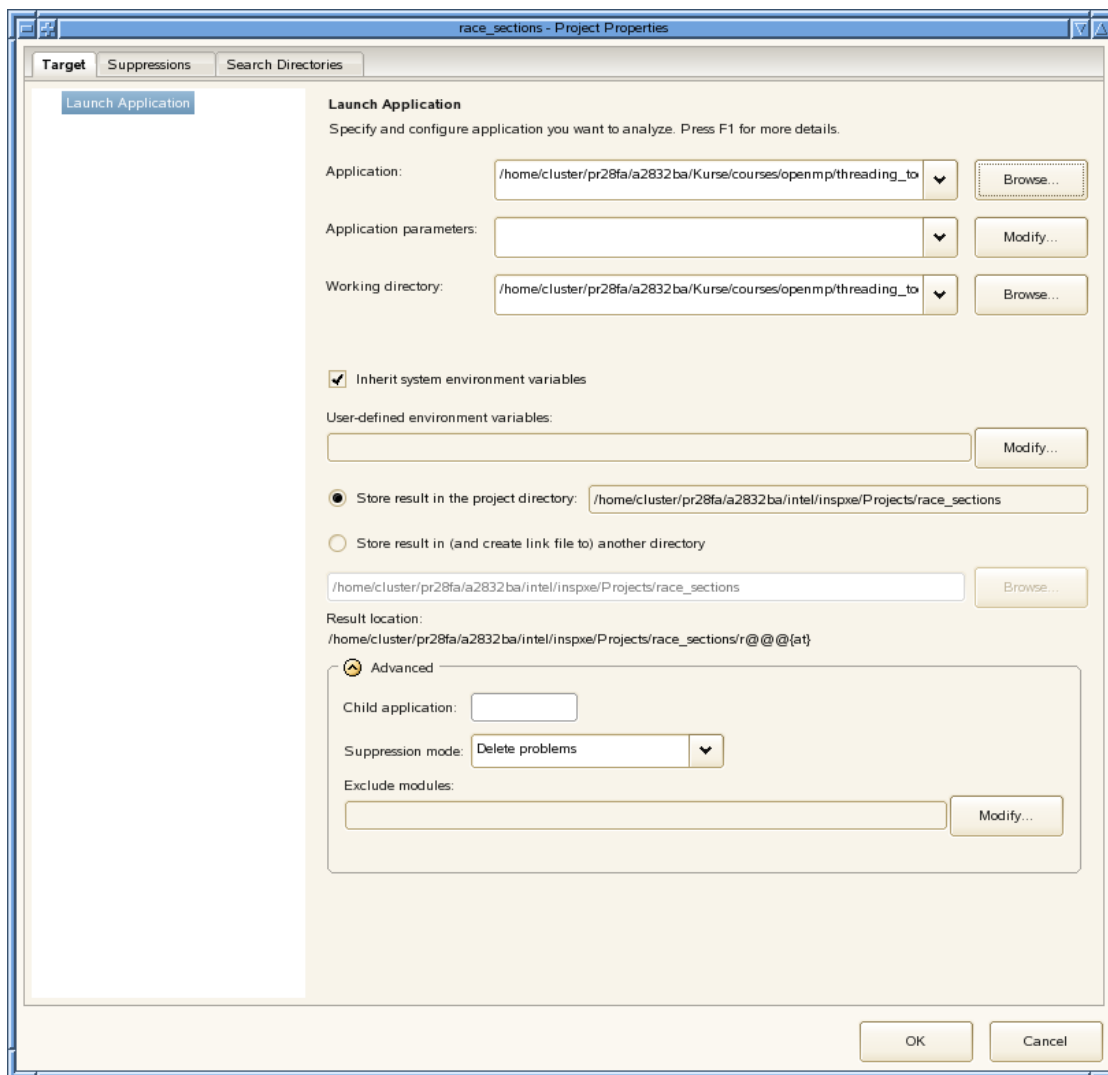 race_sections - Project Properties
Target Suppressions Search Directories
Launch Application
Launch Application
Specify and configure application you want to analyze. Press F1 for more details.
Application: /home/cluster/pr28fa/a2832ba/Kurse/courses/openmp/threading_to Browse...
Application parameters: Modify...
Working directory: /home/cluster/pr28fa/a2832ba/Kurse/courses/openmp/threading_to Browse...
Inherit system environment variables
User-defined environment variables:
Modify...
Store result in the project directory: /home/cluster/pr28fa/a2832ba/intel/inspxe/Projects/race_sections
Store result in (and create link file to) another directory
/home/cluster/pr28fa/a2832ba/intel/inspxe/Projects/race_sections Browse...
Result location:
/home/cluster/pr28fa/a2832ba/intel/inspxe/Projects/race_sections/r@@@{at}
Advanced
Child application:
Suppression mode: Delete problems
Exclude modules:
Modify...
OK Cancel